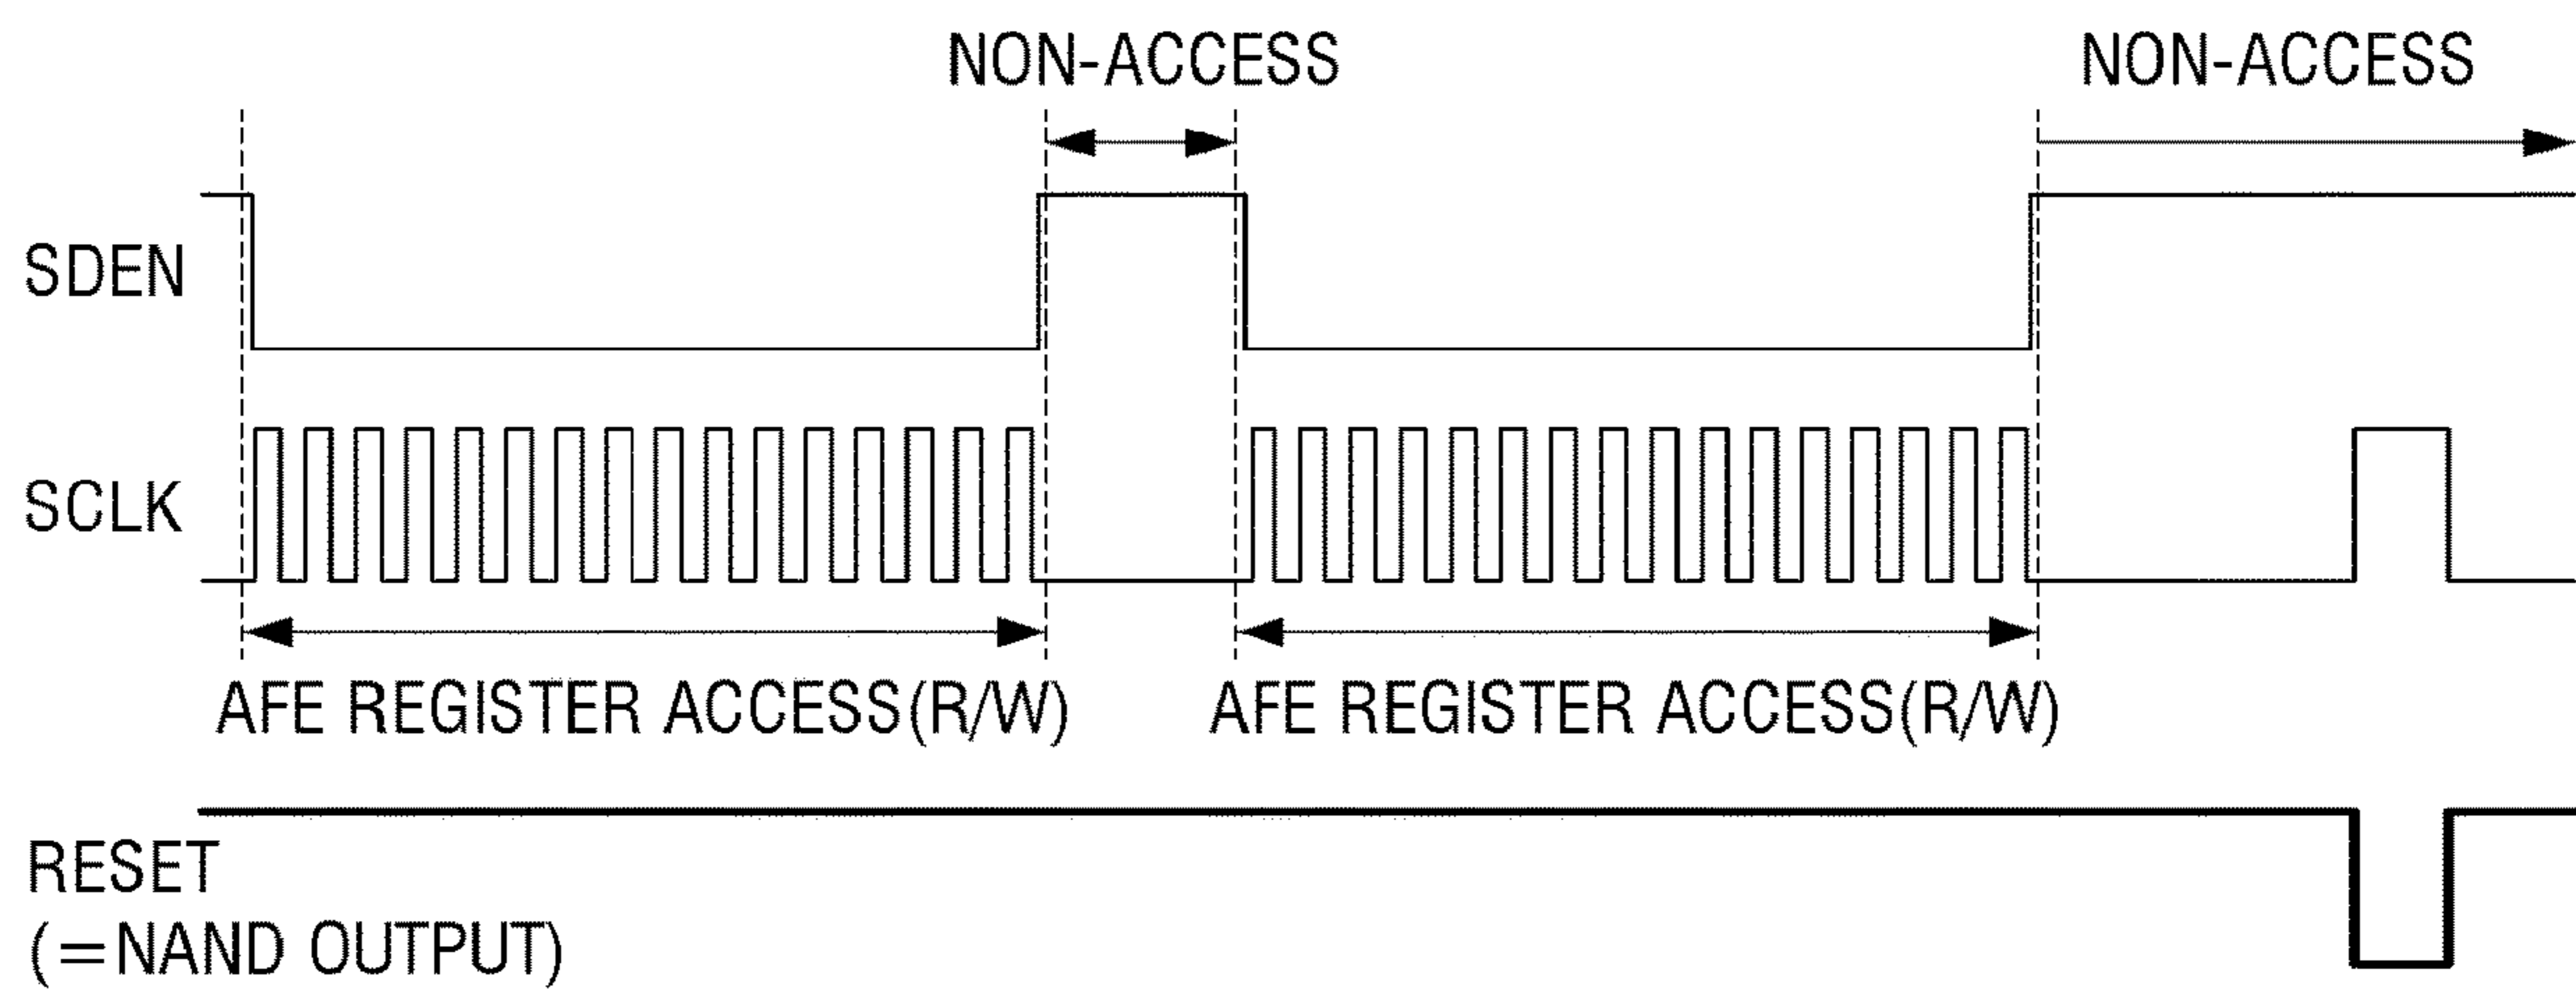 NON-ACCESS
NON-ACCESS
SDEN
SCLK
AFE REGISTER ACCESS(R/W)
AFE REGISTER ACCESS(R/W)
RESET
(=NAND OUTPUT)